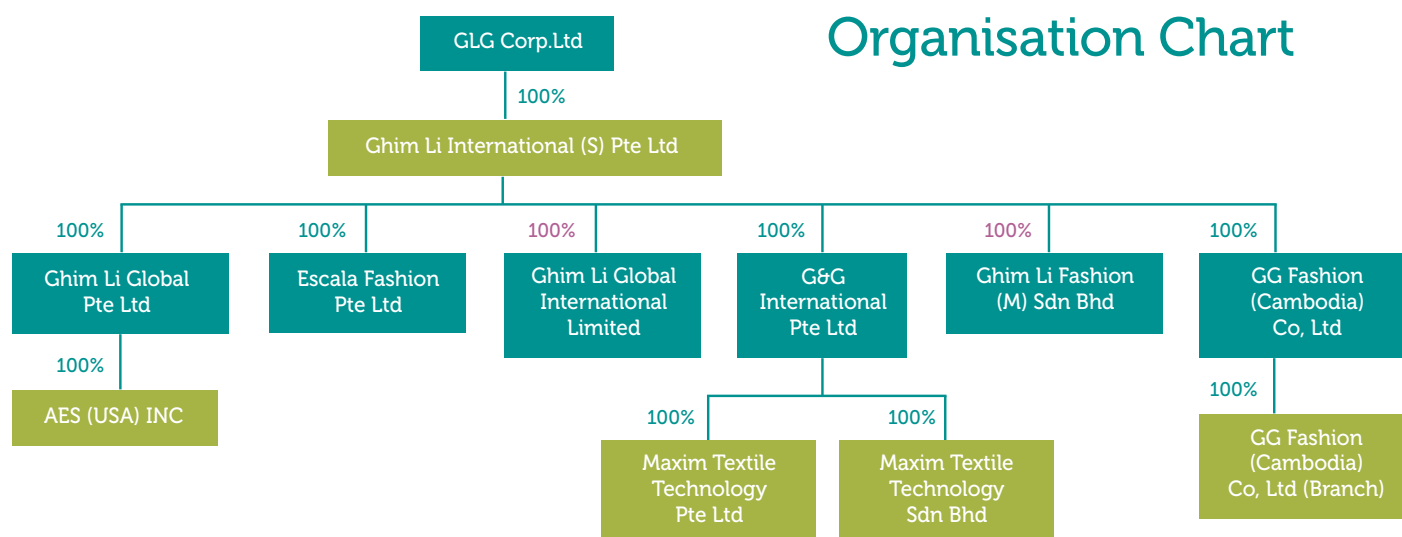 Organisation Chart
GLG Corp.Ltd
100%
Ghim Li International (S) Pte Ltd
100%
100%
100%
100%
100%
100%
Ghim Li Global
Pte Ltd
Escala Fashion
Pte Ltd
Ghim Li Global
International
Limited
G&G
International
Pte Ltd
Ghim Li Fashion
(M) Sdn Bhd
GG Fashion
(Cambodia)
Co, Ltd
100%
AES (USA) INC
100%
100%
Maxim Textile
Technology
Pte Ltd
Maxim Textile
Technology
Sdn Bhd
100%
GG Fashion
(Cambodia)
Co, Ltd (Branch)